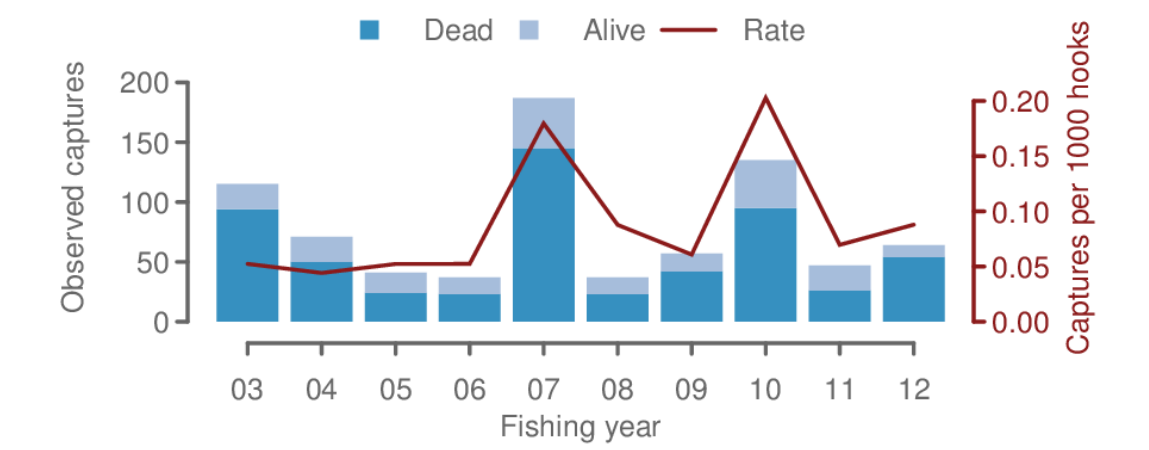 Dead Alive Rate
Observed captures
200
150
100
50
0
0.20
0.15
0.10
0.05
0.00
Captures per 1000 hooks
03 04 05 06 07 08 09 10 11 12
Fishing year